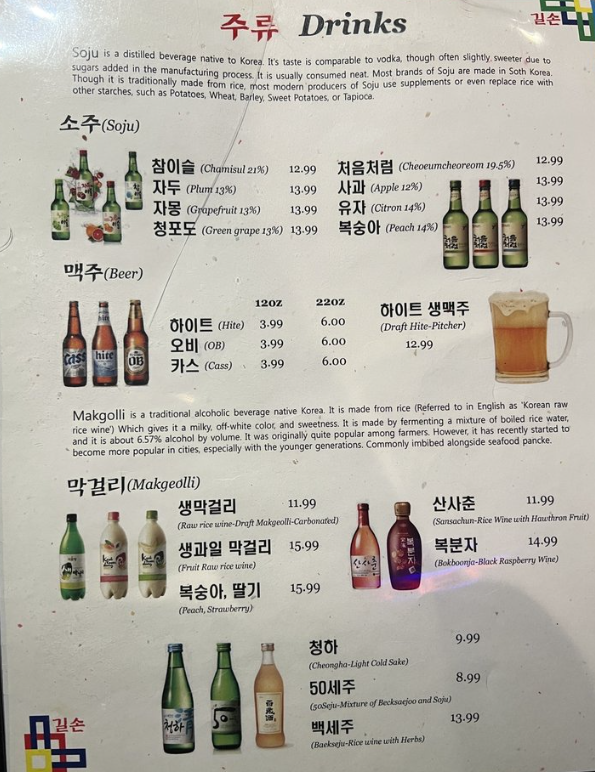 주류 Drinks
길손
Soju is a distilled beverage native to Korea. It's taste is comparable to vodka, though often slightly sweeter due to
sugars added in the manufacturing process. It is usually consumed neat. Most brands of Soju are made in Soth Korea.
Though it is traditionally made from rice, most modern producers of Soju use supplements or even replace rice with
other starches, such as Potatoes, Wheat, Barley, Sweet Potatoes, or Tapioca.
소주(Soju)
참이슬 (Chamisul 21%) 12.99
자두 (Plum 13%) 13.99
자몽 (Grapefruit 13%) 13.99
청포도 (Green grape 13%) 13.99
처음처럼 (Cheoeumcheoreom 19.5%) 12.99
사과 (Apple 12%) 13.99
유자 (Citron 14%) 13.99
복숭아 (Peach 14%) 13.99
맥주(Beer)
12OZ 22OZ
하이트 (Hite) 3.99 6.00
오비 (OB) 3.99 6.00
카스 (Cass) 3.99 6.00
하이트 생맥주
(Draft Hite-Pitcher)
12.99
Cass
hite
OB
Makgolli is a traditional alcoholic beverage native Korea. It is made from rice (Referred to in English as 'Korean raw
rice wine') Which gives it a milky, off-white color, and sweetness. It is made by fermenting a mixture of boiled rice water,
and it is about 6.57% alcohol by volume. It was originally quite popular among farmers. However, it has recently started to
become more popular in cities, especially with the younger generations. Commonly imbibed alongside seafood pancke.
막걸리(Makgeolli)
생막걸리 11.99
(Raw rice wine-Draft Makgeolli-Carbonated)
생과일 막걸리 15.99
(Fruit Raw rice wine)
복숭아, 딸기 15.99
(Peach, Strawberry)
산사춘 11.99
(Sansachun-Rice Wine with Hawthron Fruit)
복분자 14.99
(Bokboonja-Black Raspberry Wine)
산사춘
복분자
청하 9.99
(Cheongha-Light Cold Sake)
50세주 8.99
(50Seju-Mixture of Becksaejoo and Soju)
백세주 13.99
(Baekseju-Rice wine with Herbs)
청하
50
百歲酒
길손